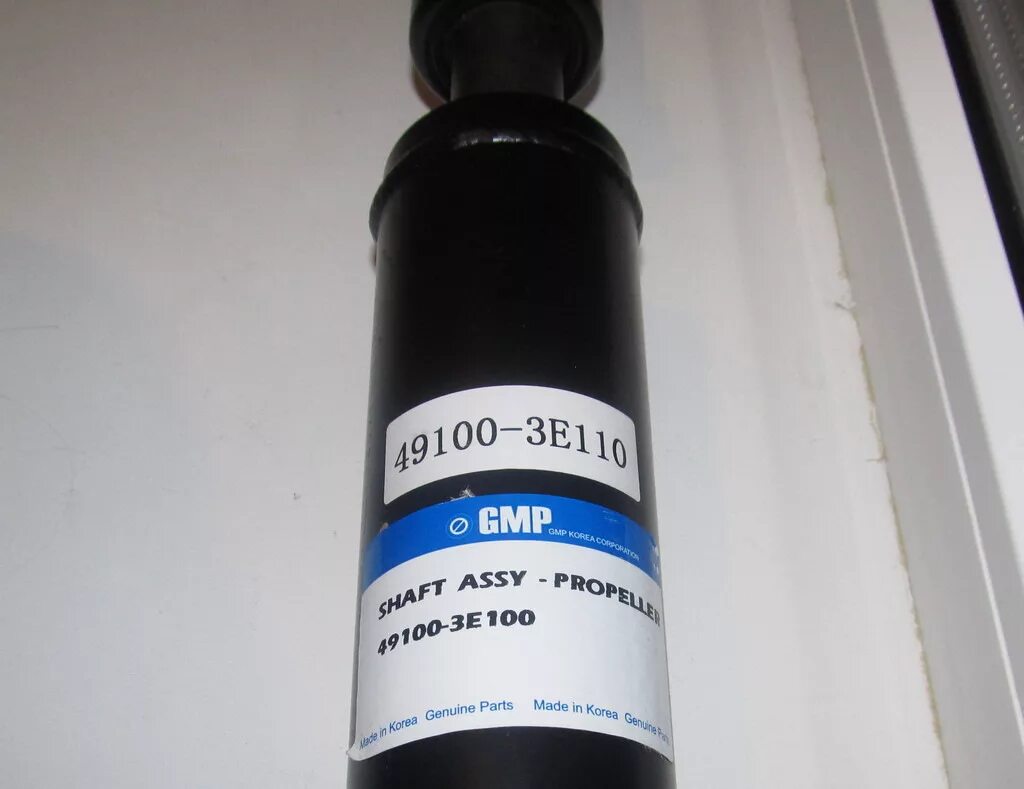 49100-3E110
GMP
GMP KOREA CORPORATION
SHAFT ASSY - PROPELLER
49100-3E100
Made in Korea Genuine Parts Made in Korea Genuine